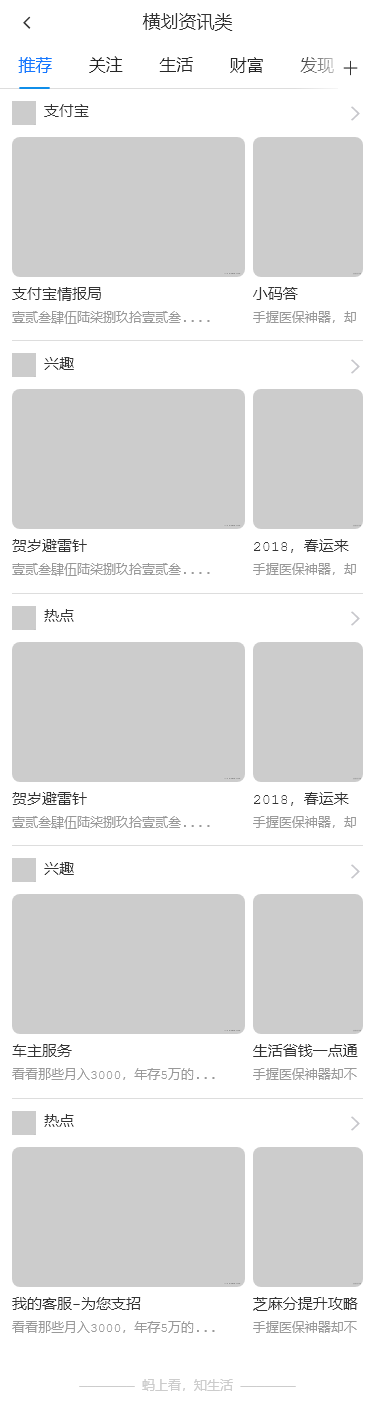 横划资讯类
推荐 关注 生活 财富 发现
支付宝
支付宝情报局 小码答
壹贰叁肆伍陆柒捌玖拾壹贰叁.... 手握医保神器, 却
兴趣
贺岁避雷针 2018, 春运来
壹贰叁肆伍陆柒捌玖拾壹贰叁.... 手握医保神器, 却
热点
贺岁避雷针 2018, 春运来
壹贰叁肆伍陆柒捌玖拾壹贰叁.... 手握医保神器, 却
兴趣
车主服务 生活省钱一点通
看看那些月入3000, 年存5万的... 手握医保神器却不
热点
我的客服-为您支招 芝麻分提升攻略
看看那些月入3000, 年存5万的... 手握医保神器却不
蚂上看, 知生活